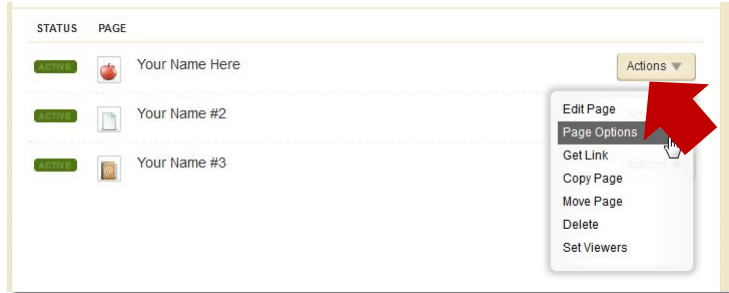 STATUS PAGE
ACTIVE Your Name Here Actions
ACTIVE Your Name #2
ACTIVE Your Name #3 Actions
Edit Page
Page Options
Get Link
Copy Page
Move Page
Delete
Set Viewers